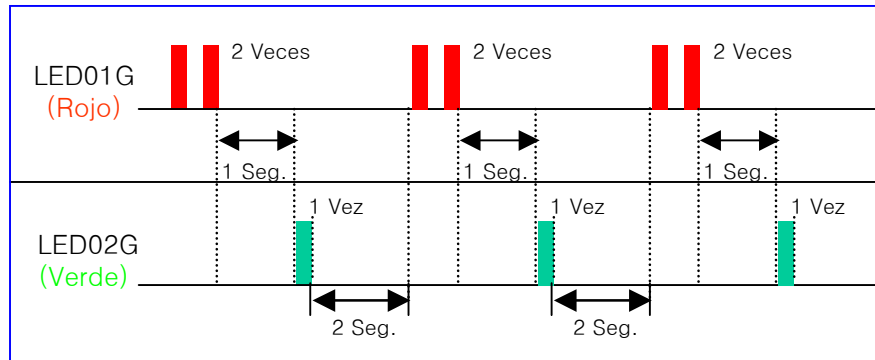 2 Veces
2 Veces
2 Veces
LED01G
(Rojo)
1 Seg.
1 Seg.
1 Seg.
1 Vez
1 Vez
1 Vez
LED02G
(Verde)
2 Seg.
2 Seg.